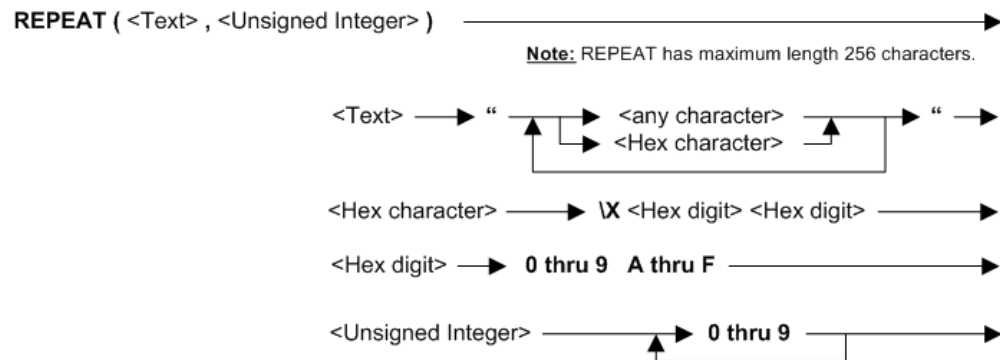 REPEAT ( <Text> , <Unsigned Integer> )
Note: REPEAT has maximum length 256 characters.
<Text> “ <any character> “
<Hex character>
<Hex character> \X <Hex digit> <Hex digit>
<Hex digit> 0 thru 9 A thru F
<Unsigned Integer> 0 thru 9